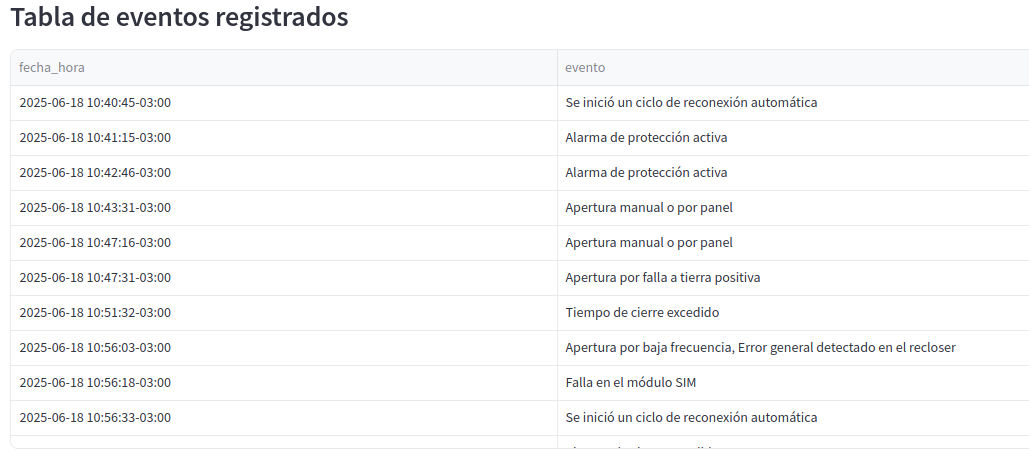 Tabla de eventos registrados
fecha_hora evento
2025-06-18 10:40:45-03:00 Se inició un ciclo de reconexión automática
2025-06-18 10:41:15-03:00 Alarma de protección activa
2025-06-18 10:42:46-03:00 Alarma de protección activa
2025-06-18 10:43:31-03:00 Apertura manual o por panel
2025-06-18 10:47:16-03:00 Apertura manual o por panel
2025-06-18 10:47:31-03:00 Apertura por falla a tierra positiva
2025-06-18 10:51:32-03:00 Tiempo de cierre excedido
2025-06-18 10:56:03-03:00 Apertura por baja frecuencia, Error general detectado en el recloser
2025-06-18 10:56:18-03:00 Falla en el módulo SIM
2025-06-18 10:56:33-03:00 Se inició un ciclo de reconexión automática